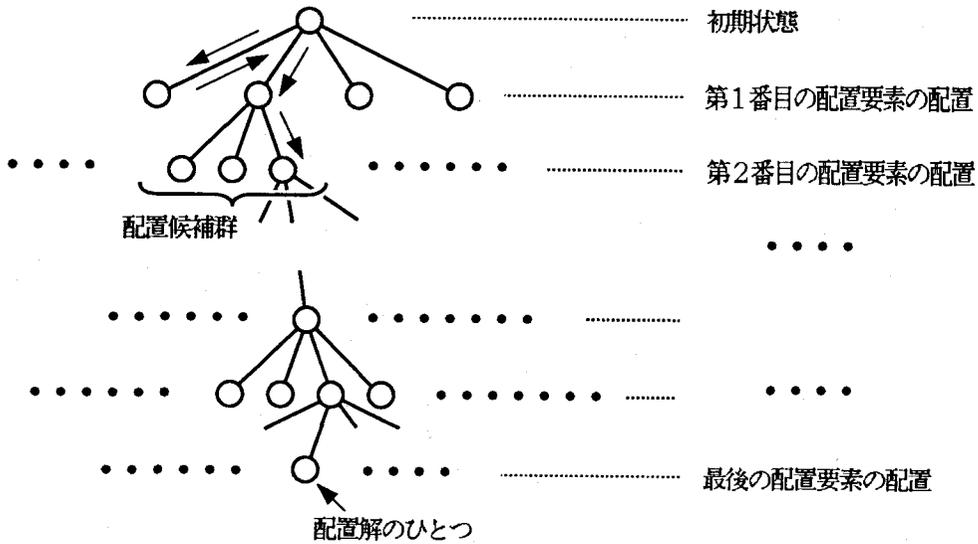 初期状態
第1番目の配置要素の配置
第2番目の配置要素の配置
配置候補群
最後の配置要素の配置
配置解のひとつ